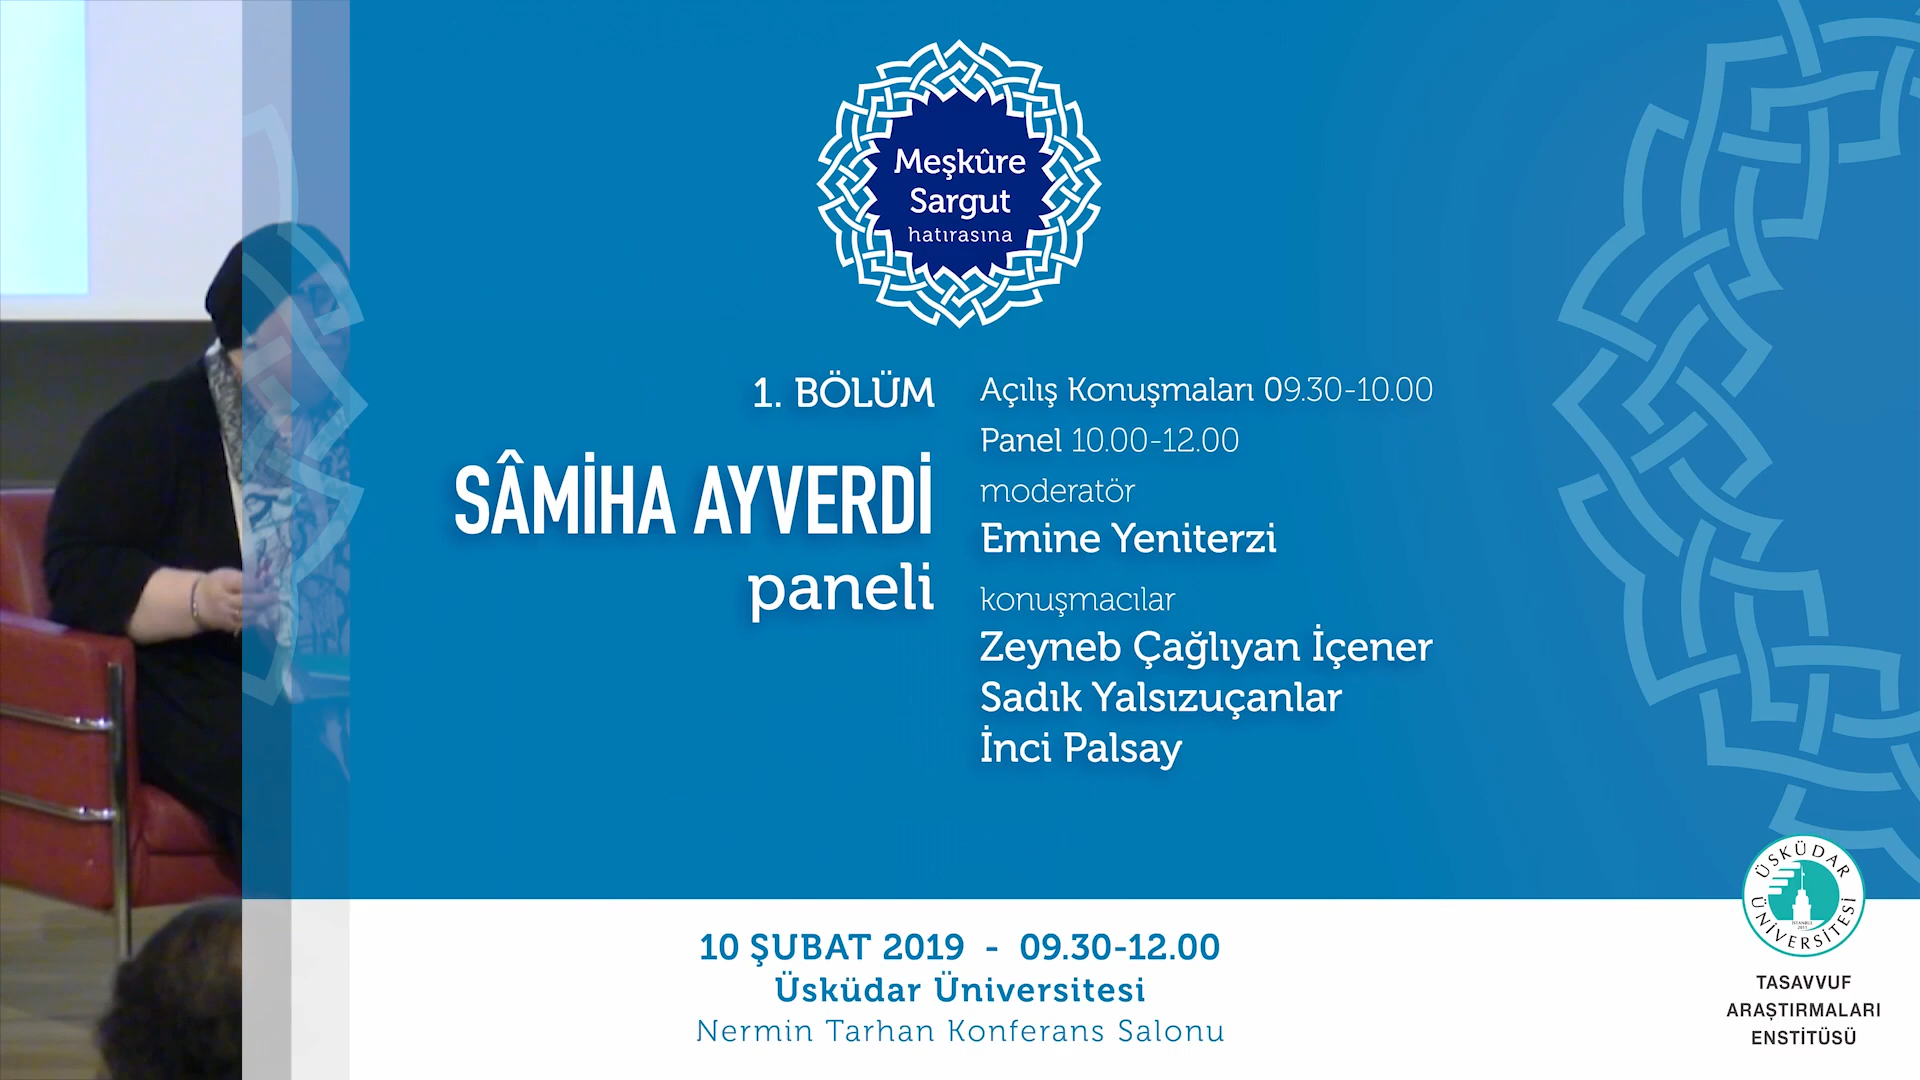 Meşkûre
Sargut
hatırasına
1. BÖLÜM
SÂMİHA AYVERDİ
paneli
Açılış Konuşmaları 09.30-10.00
Panel 10.00-12.00
moderatör
Emine Yeniterzi
konuşmacılar
Zeyneb Çağlıyan İçener
Sadık Yalsızuçanlar
İnci Palsay
10 ŞUBAT 2019 - 09.30-12.00
Üsküdar Üniversitesi
Nermin Tarhan Konferans Salonu
ÜSKÜDAR
ÜNİVERSİTESİ
İSTANBUL
2011
TASAVVUF
ARAŞTIRMALARI
ENSTİTÜSÜ